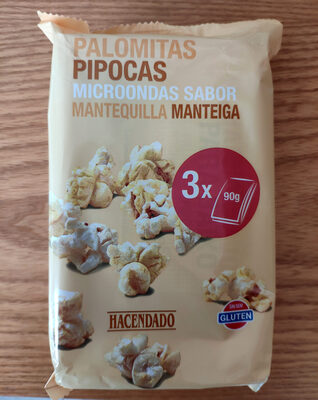 PALOMITAS
PIPOCAS
MICROONDAS SABOR
MANTEQUILLA MANTEIGA
3x
90g
HACENDADO
GLUTEN